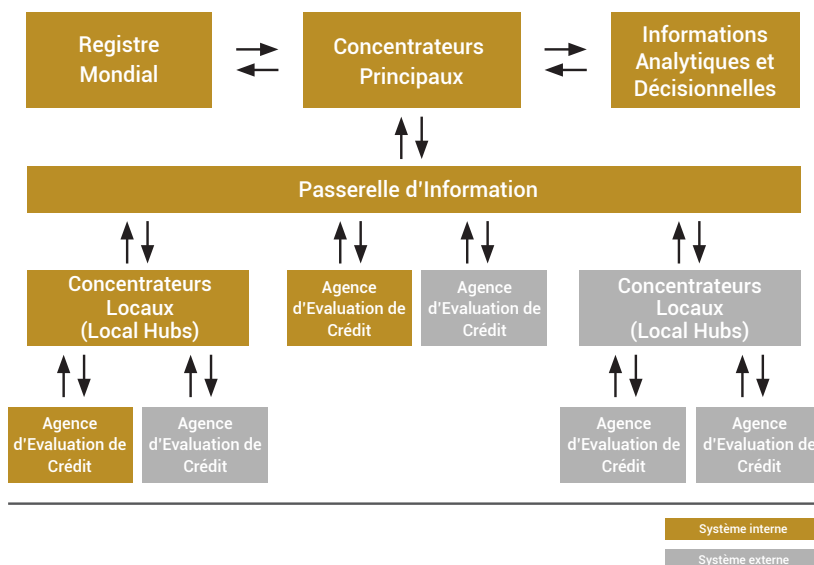 Registre
Mondial
Concentrateurs
Principaux
Informations
Analytiques et
Décisionnelles
Passerelle d'Information
Concentrateurs
Locaux
(Local Hubs)
Agence
d'Evaluation de
Crédit
Agence
d'Evaluation de
Crédit
Concentrateurs
Locaux
(Local Hubs)
Agence
d'Evaluation de
Crédit
Agence
d'Evaluation de
Crédit
Agence
d'Evaluation de
Crédit
Agence
d'Evaluation de
Crédit
Système interne
Système externe